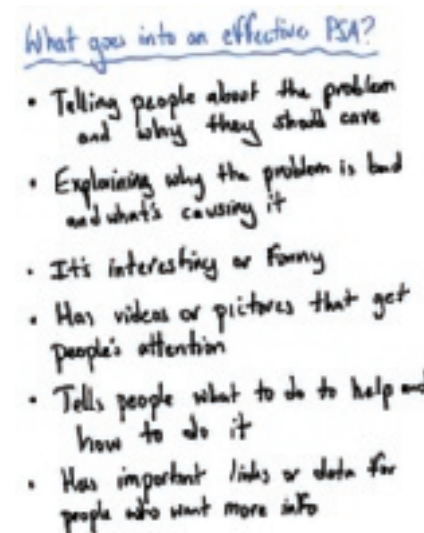 What goes into an effective PSA?
• Telling people about the problem
and why they should care
• Explaining why the problem is bad
and what's causing it
• It's interesting or funny
• Has videos or pictures that get
people's attention
• Tells people what to do to help and
how to do it
• Has important links or data for
people who want more info